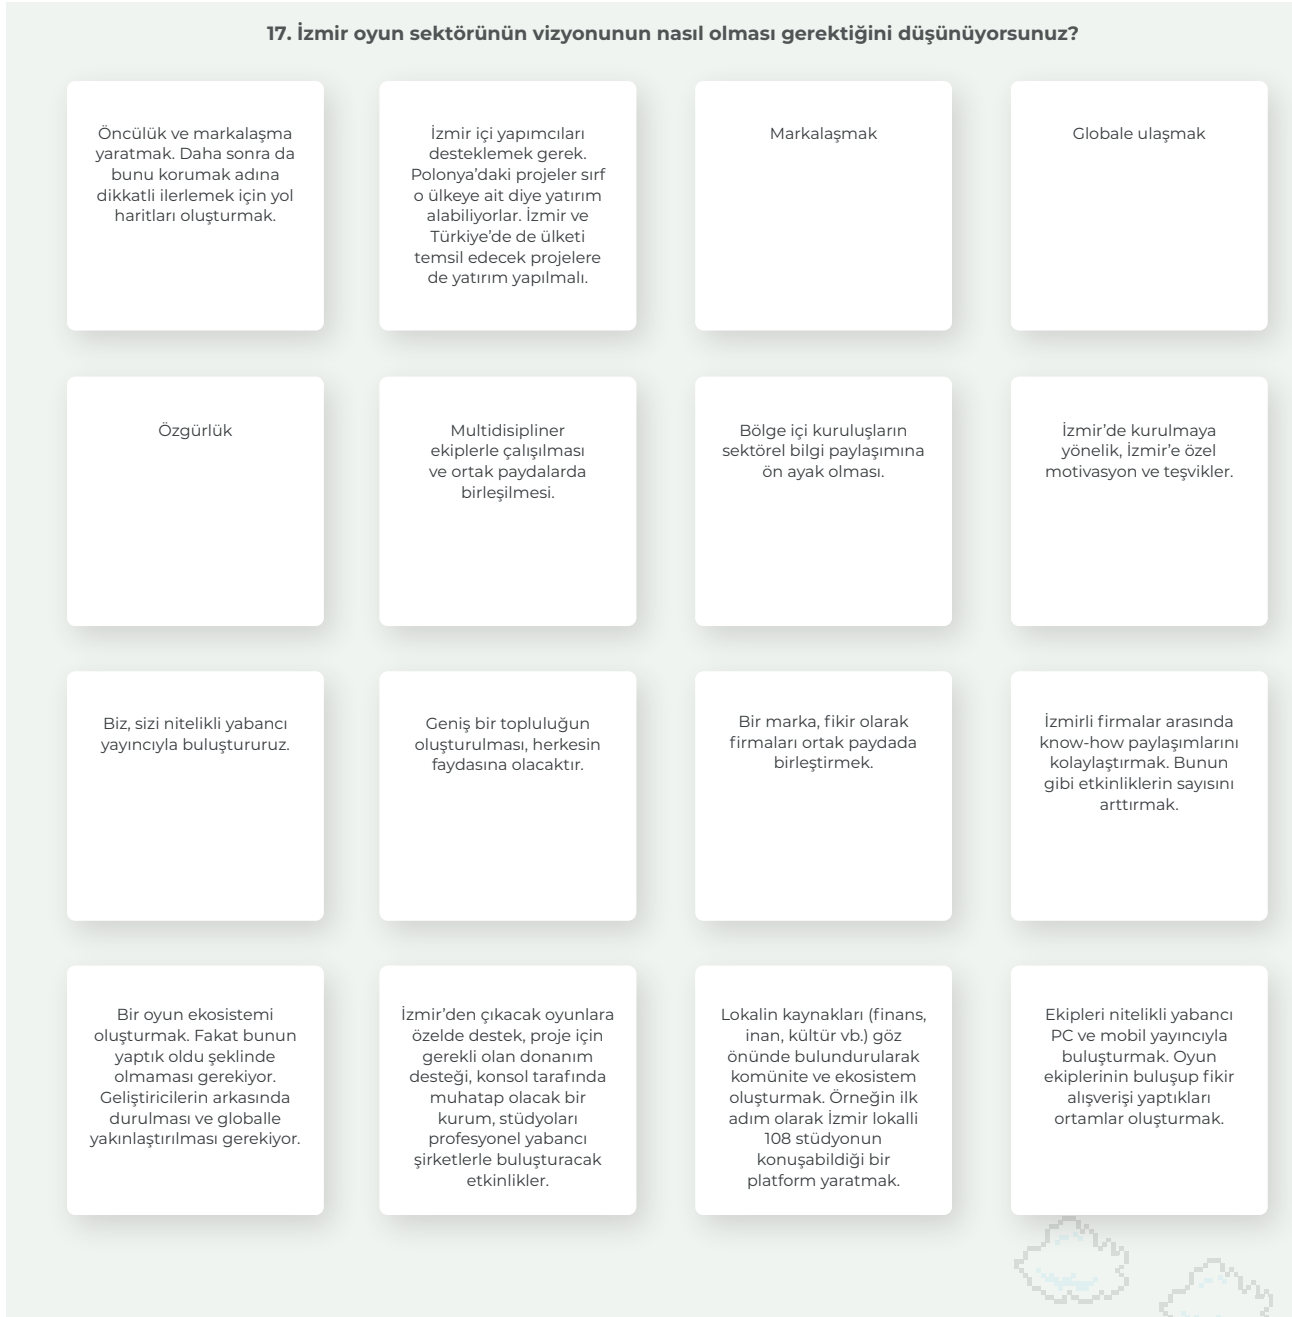 17. İzmir oyun sektörünün vizyonunun nasıl olması gerektiğini düşünüyorsunuz?
Öncülük ve markalaşma
yaratmak. Daha sonra da
bunu korumak adına
dikkatli ilerlemek için yol
haritları oluşturmak.
İzmir içi yapımcıları
desteklemek gerek.
Polonya’daki projeler sırf
o ülkeye ait diye yatırım
alabiliyorlar. İzmir ve
Türkiye’de de ülketi
temsil edecek projelere
de yatırım yapılmalı.
Markalaşmak
Globale ulaşmak
Özgürlük
Multidisipliner
ekiplerle çalışılması
ve ortak paydalarda
birleşilmesi.
Bölge içi kuruluşların
sektörel bilgi paylaşımına
ön ayak olması.
İzmir’de kurulmaya
yönelik, İzmir’e özel
motivasyon ve teşvikler.
Biz, sizi nitelikli yabancı
yayıncıyla buluştururuz.
Geniş bir topluluğun
oluşturulması, herkesin
faydasına olacaktır.
Bir marka, fikir olarak
firmaları ortak paydada
birleştirmek.
İzmirli firmalar arasında
know-how paylaşımlarını
kolaylaştırmak. Bunun
gibi etkinliklerin sayısını
arttırmak.
Bir oyun ekosistemi
oluşturmak. Fakat bunun
yaptık oldu şeklinde
olmaması gerekiyor.
Geliştiricilerin arkasında
durulması ve globalle
yakınlaştırılması gerekiyor.
İzmir’den çıkacak oyunlara
özelde destek, proje için
gerekli olan donanım
desteği, konsol tarafında
muhatap olacak bir
kurum, stüdyoları
profesyonel yabancı
şirketlerle buluşturacak
etkinlikler.
Lokalin kaynakları (finans,
inan, kültür vb.) göz
önünde bulundurularak
komünite ve ekosistem
oluşturmak. Örneğin ilk
adım olarak İzmir lokalli
108 stüdyonun
konuşabildiği bir
platform yaratmak.
Ekipleri nitelikli yabancı
PC ve mobil yayıncıyla
buluşturmak. Oyun
ekiplerinin buluşup fikir
alışverişi yaptıkları
ortamlar oluşturmak.